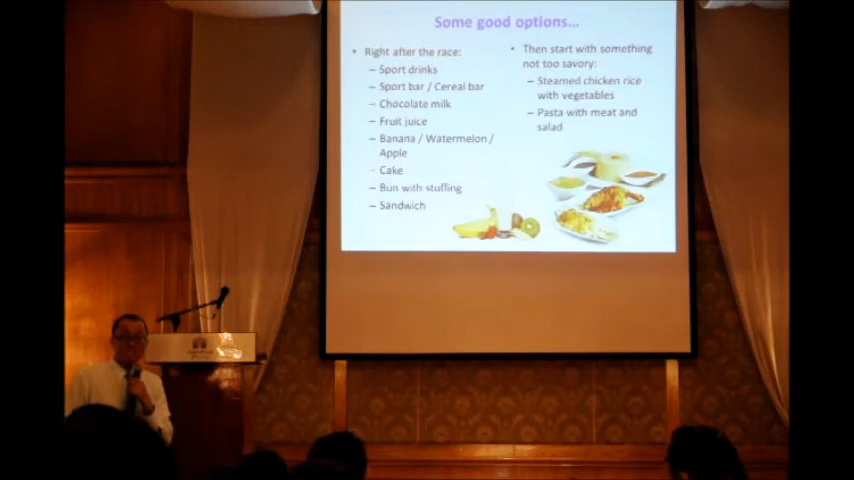 Some good options...
• Right after the race:
– Sport drinks
– Sport bar / Cereal bar
– Chocolate milk
– Fruit juice
– Banana / Watermelon /
Apple
– Cake
– Bun with stuffing
– Sandwich
• Then start with something
not too savory:
– Steamed chicken rice
with vegetables
– Pasta with meat and
salad